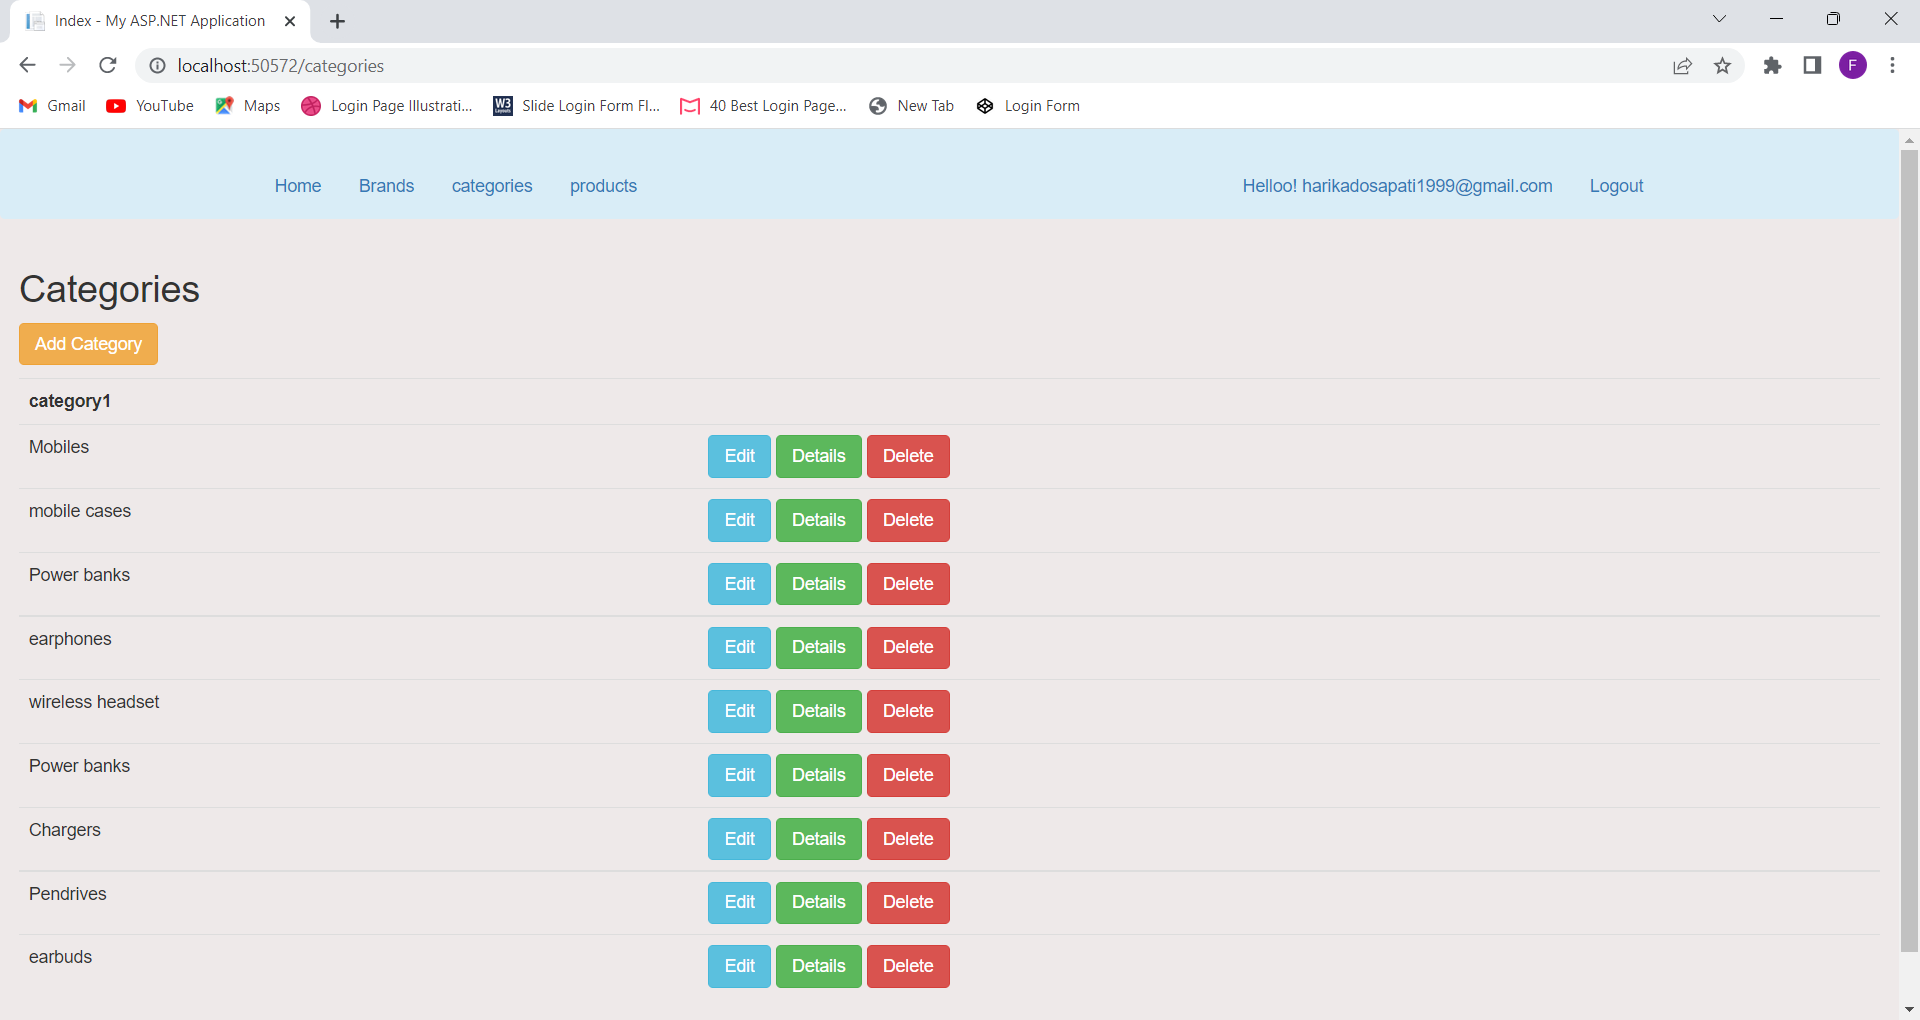 Index - My ASP.NET Application
localhost:50572/categories
F
Gmail YouTube Maps Login Page Illustrati... W3 Slide Login Form Fl... 40 Best Login Page... New Tab Login Form
Home Brands categories products Helloo! harikadosapati1999@gmail.com Logout
Categories
Add Category
category1
Mobiles Edit Details Delete
mobile cases Edit Details Delete
Power banks Edit Details Delete
earphones Edit Details Delete
wireless headset Edit Details Delete
Power banks Edit Details Delete
Chargers Edit Details Delete
Pendrives Edit Details Delete
earbuds Edit Details Delete